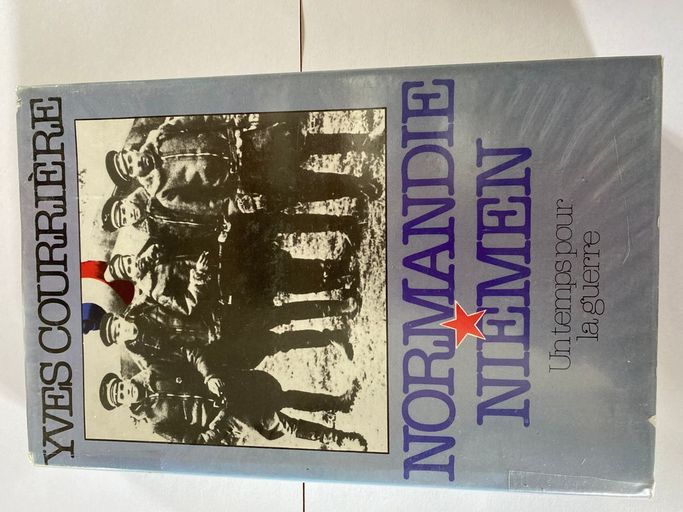 YVES COURRIÈRE
NORMANDIE
NIEMEN
Un temps pour
la guerre